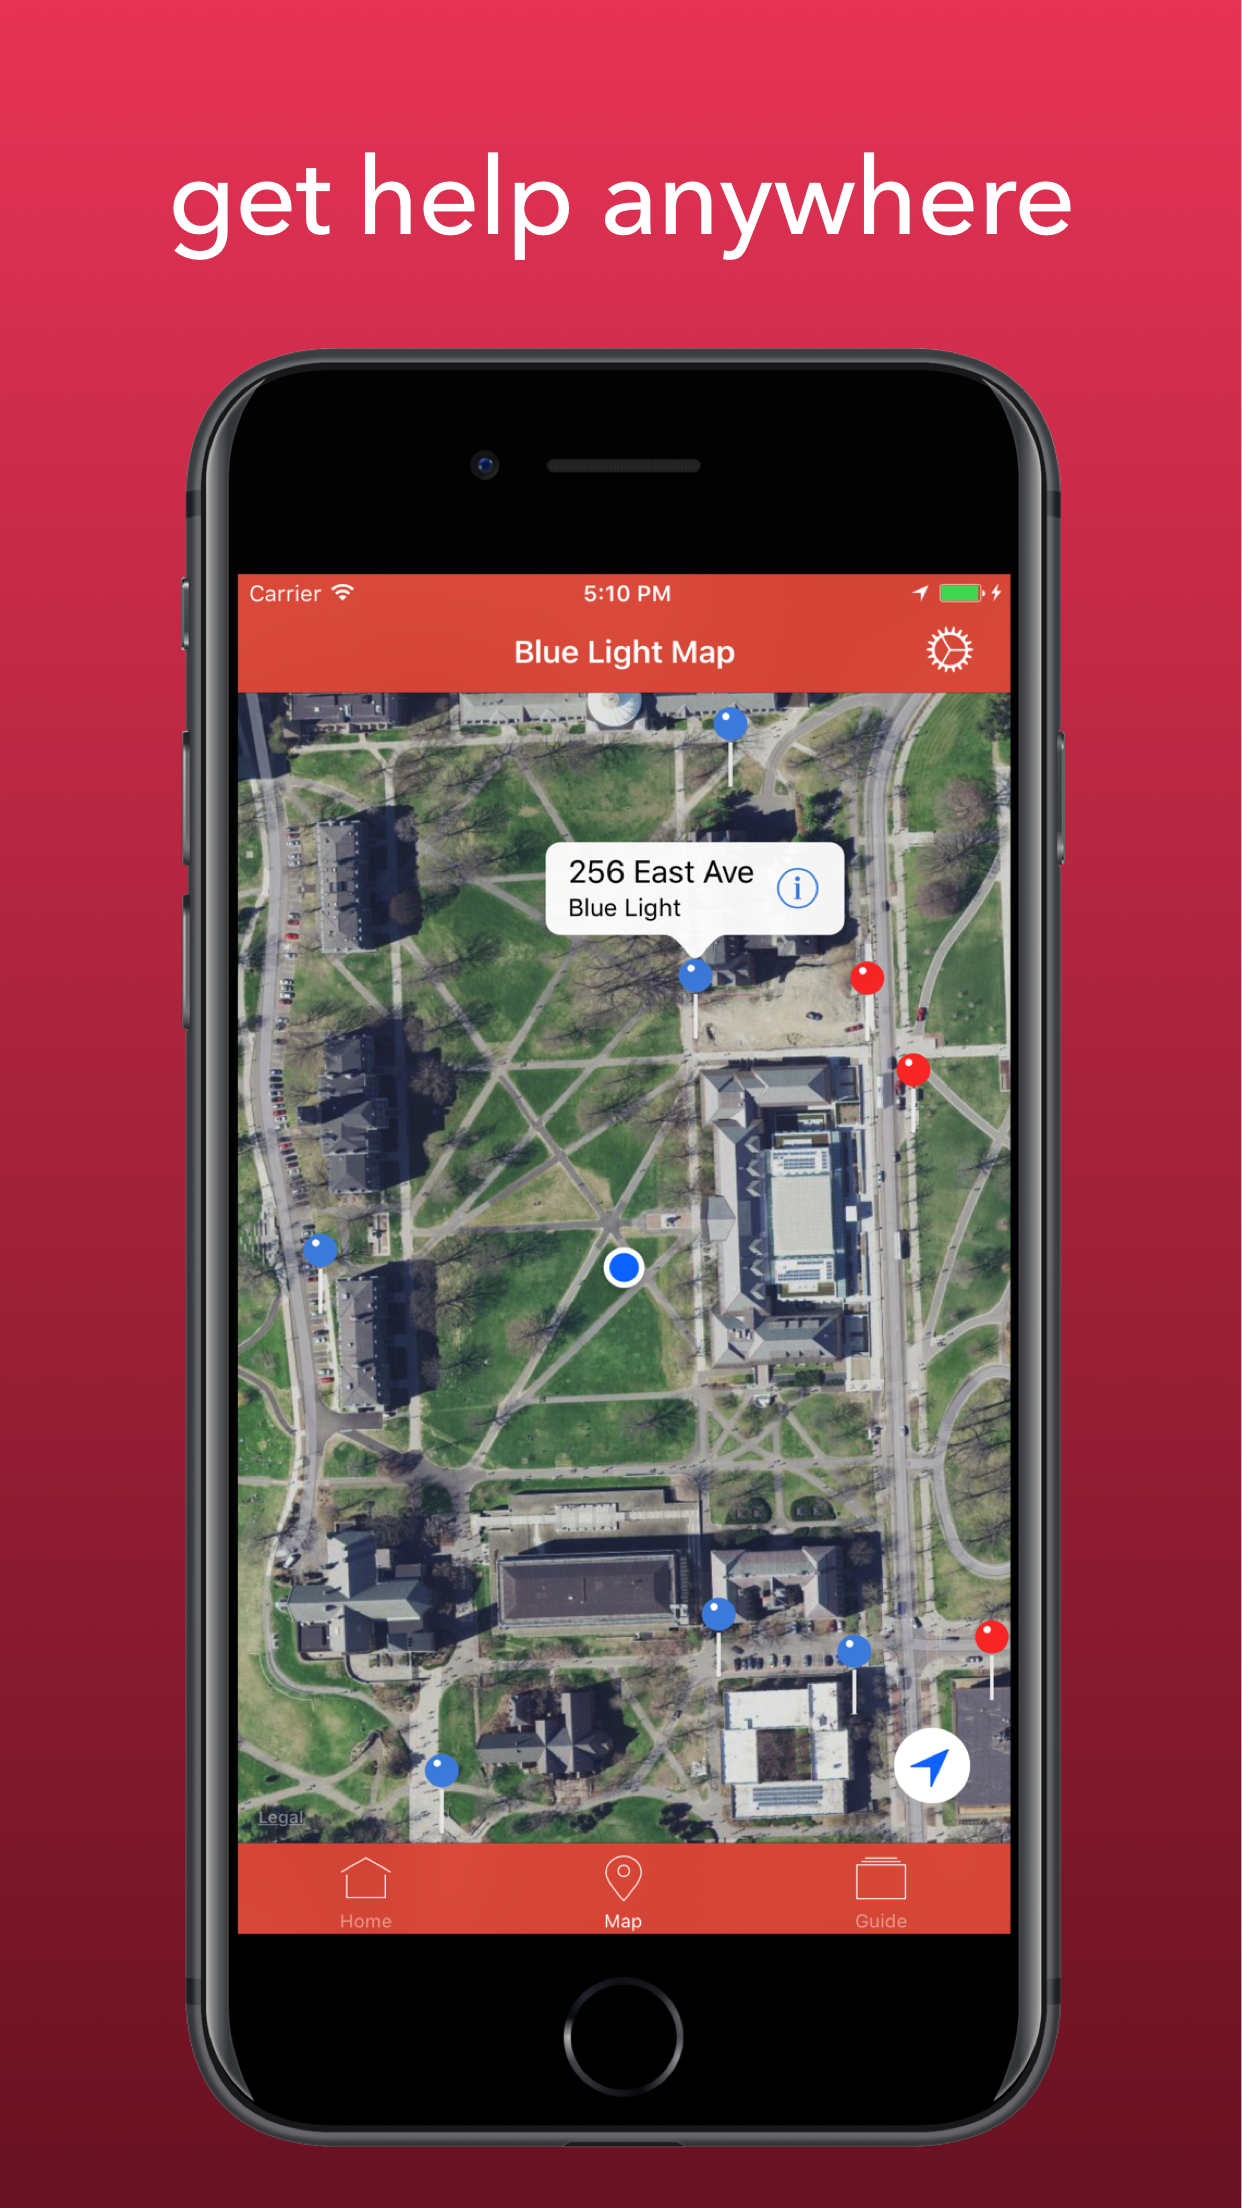 get help anywhere
Carrier
5:10 PM
Blue Light Map
256 East Ave
Blue Light
Legal
Home
Map
Guide